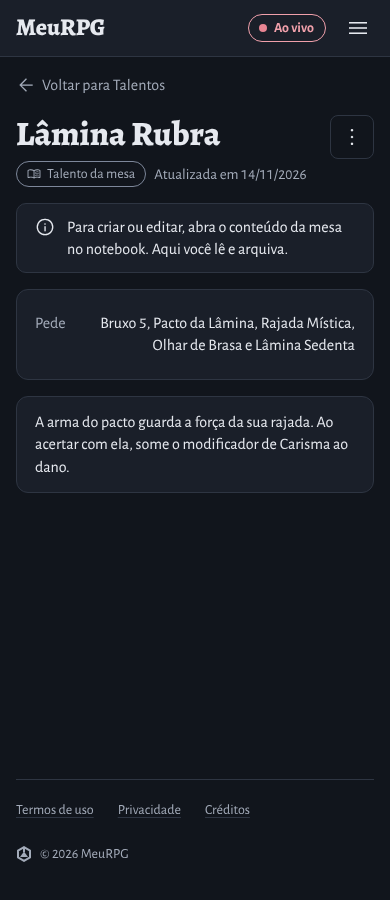 MeuRPG
Ao vivo
Voltar para Talentos
Lâmina Rubra
Talento da mesa
Atualizada em 14/11/2026
Para criar ou editar, abra o conteúdo da mesa
no notebook. Aqui você lê e arquiva.
Pede
Bruxo 5, Pacto da Lâmina, Rajada Mística,
Olhar de Brasa e Lâmina Sedenta
A arma do pacto guarda a força da sua rajada. Ao
acertar com ela, some o modificador de Carisma ao
dano.
Termos de uso
Privacidade
Créditos
© 2026 MeuRPG